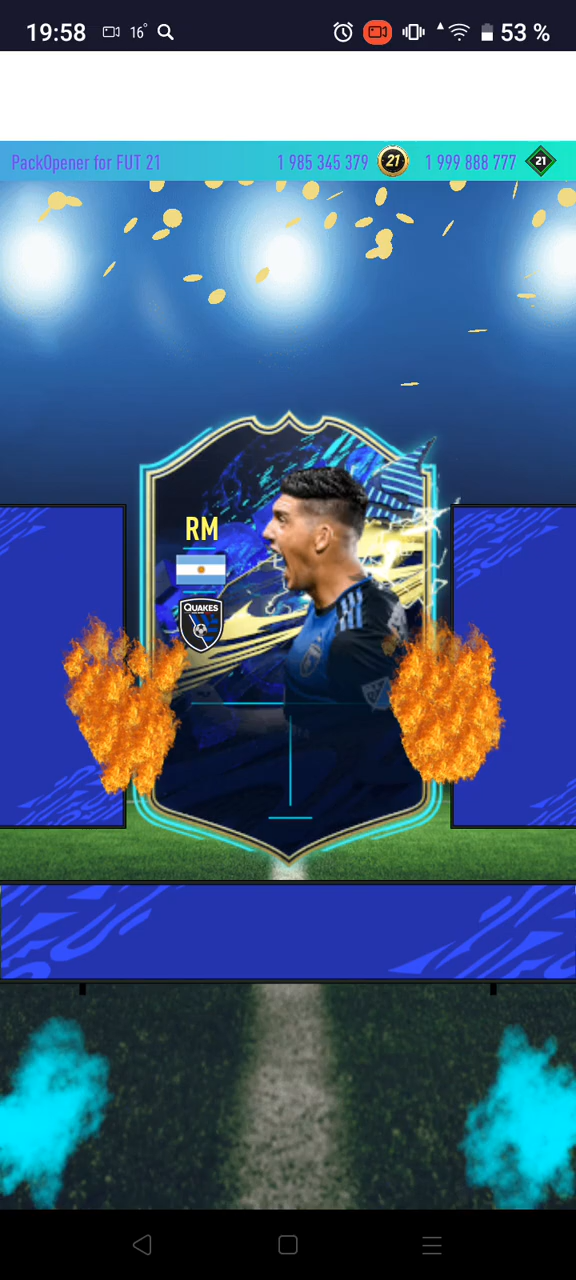 19:58 16° 53 %
PackOpener for FUT 21 1 985 345 379 21 1 999 888 777 21
RM
QUAKES